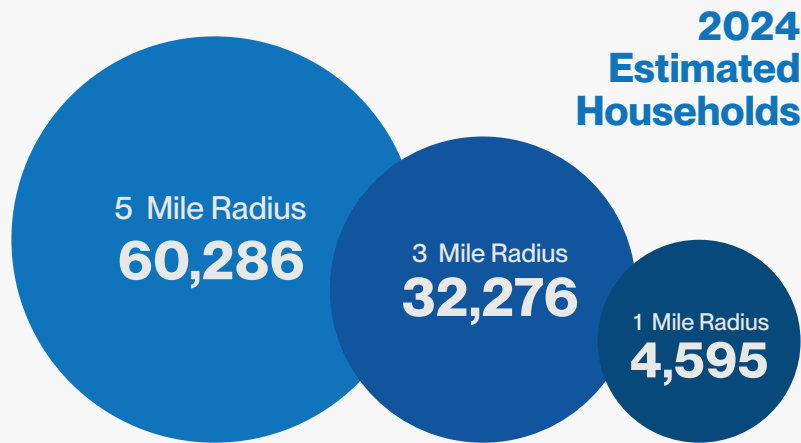 2024
Estimated
Households
5 Mile Radius
60,286
3 Mile Radius
32,276
1 Mile Radius
4,595